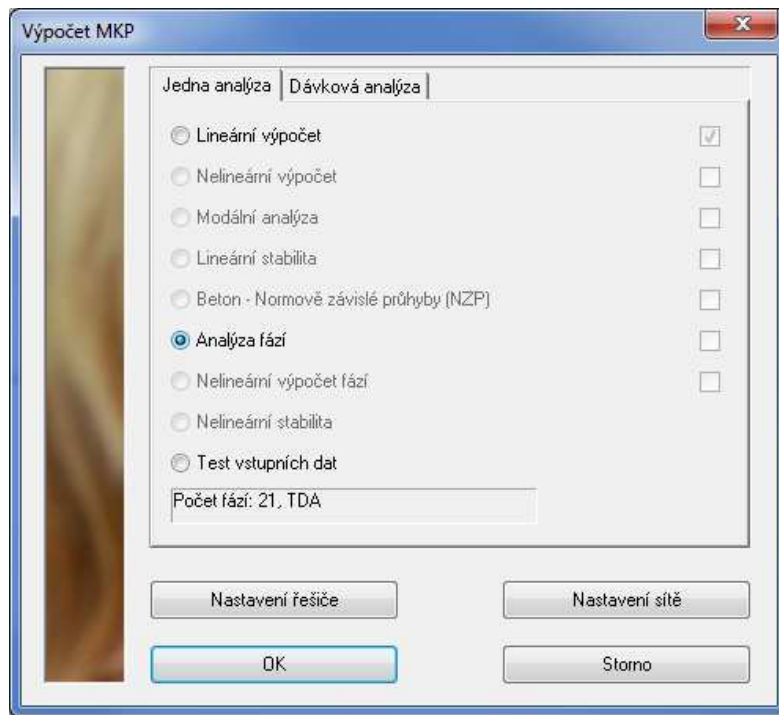 Výpočet MKP
Jedna analýza
Dávková analýza
Lineární výpočet
Nelineární výpočet
Modální analýza
Lineární stabilita
Beton - Normově závislé průhyby (NZP)
Analýza fází
Nelineární výpočet fází
Nelineární stabilita
Test vstupních dat
Počet fází: 21, TDA
Nastavení řešiče
Nastavení sítě
OK
Storno